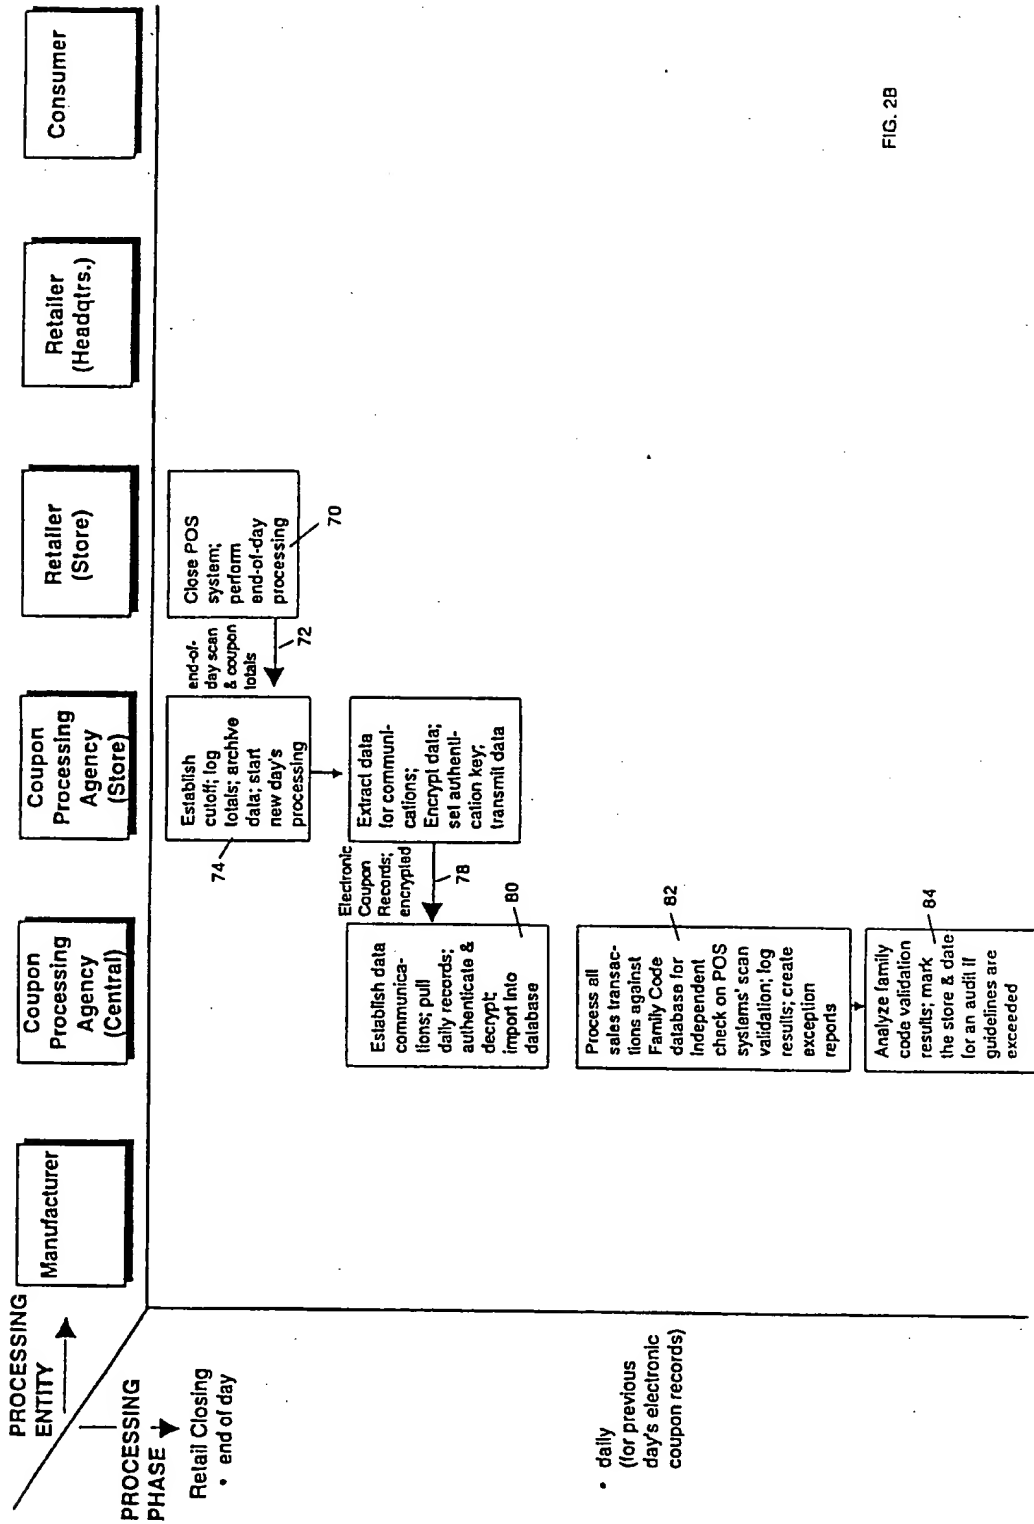 PROCESSING
ENTITY
PROCESSING
PHASE
Manufacturer
Coupon
Processing
Agency
(Central)
Coupon
Processing
Agency
(Store)
Retailer
(Store)
Retailer
(Headqtrs.)
Consumer
Retail Closing
• end of day
Close POS
system;
perform
end-of-day
processing
70
end-of-
day scan
& coupon
totals
72
Establish
cutoff; log
totals; archive
data; start
new day's
processing
74
Extract data
for communi-
cations;
Encrypt data;
set authenti-
cation key;
transmit data
Electronic
Coupon
Records;
encrypted
78
Establish data
communica-
tions; pull
daily records;
authenticate &
decrypt;
import into
database
80
• daily
(for previous
day's electronic
coupon records)
Process all
sales transac-
tions against
Family Code
database for
Independent
check on POS
systems' scan
validation; log
results; create
exception
reports
82
Analyze family
code validation
results; mark
the store & date
for an audit if
guidelines are
exceeded
84
FIG. 2B